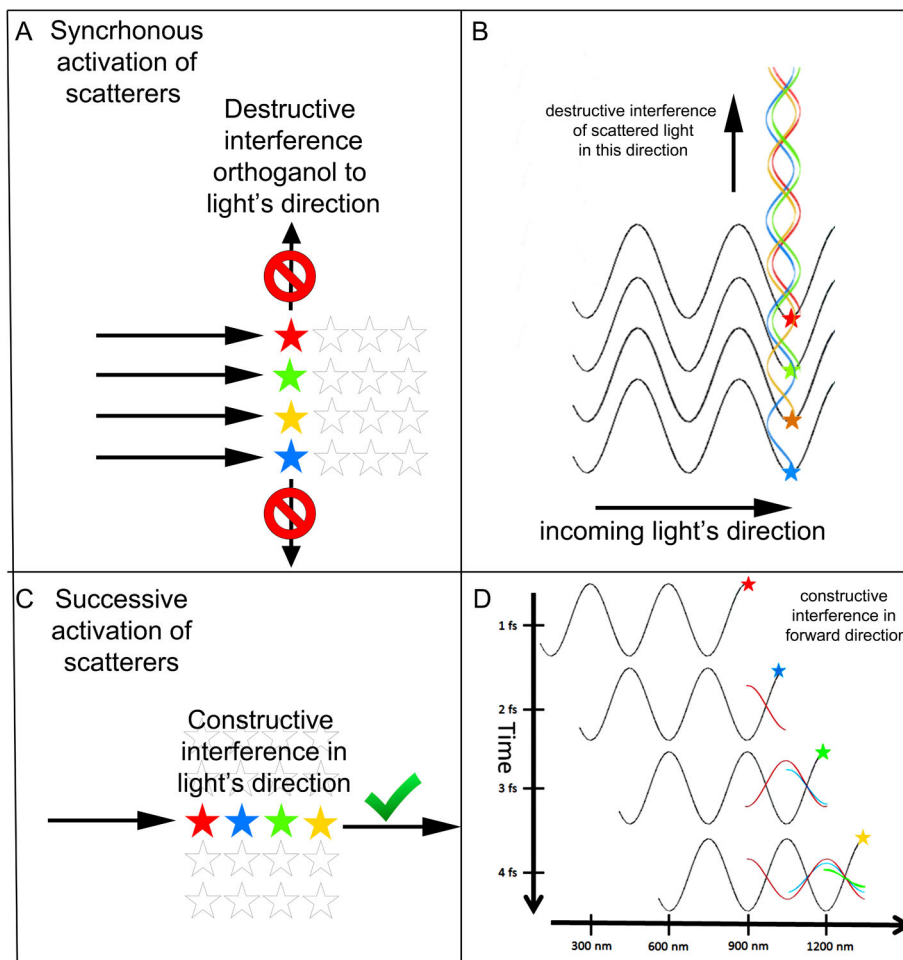 A Syncrhonous
activation of
scatterers
Destructive
interference
orthoganol to
light's direction
B
destructive interference
of scattered light
in this direction
incoming light's direction
C Successive
activation of
scatterers
Constructive
interference in
light's direction
D
constructive
interference in
forward direction
Time
1 fs
2 fs
3 fs
4 fs
300 nm 600 nm 900 nm 1200 nm